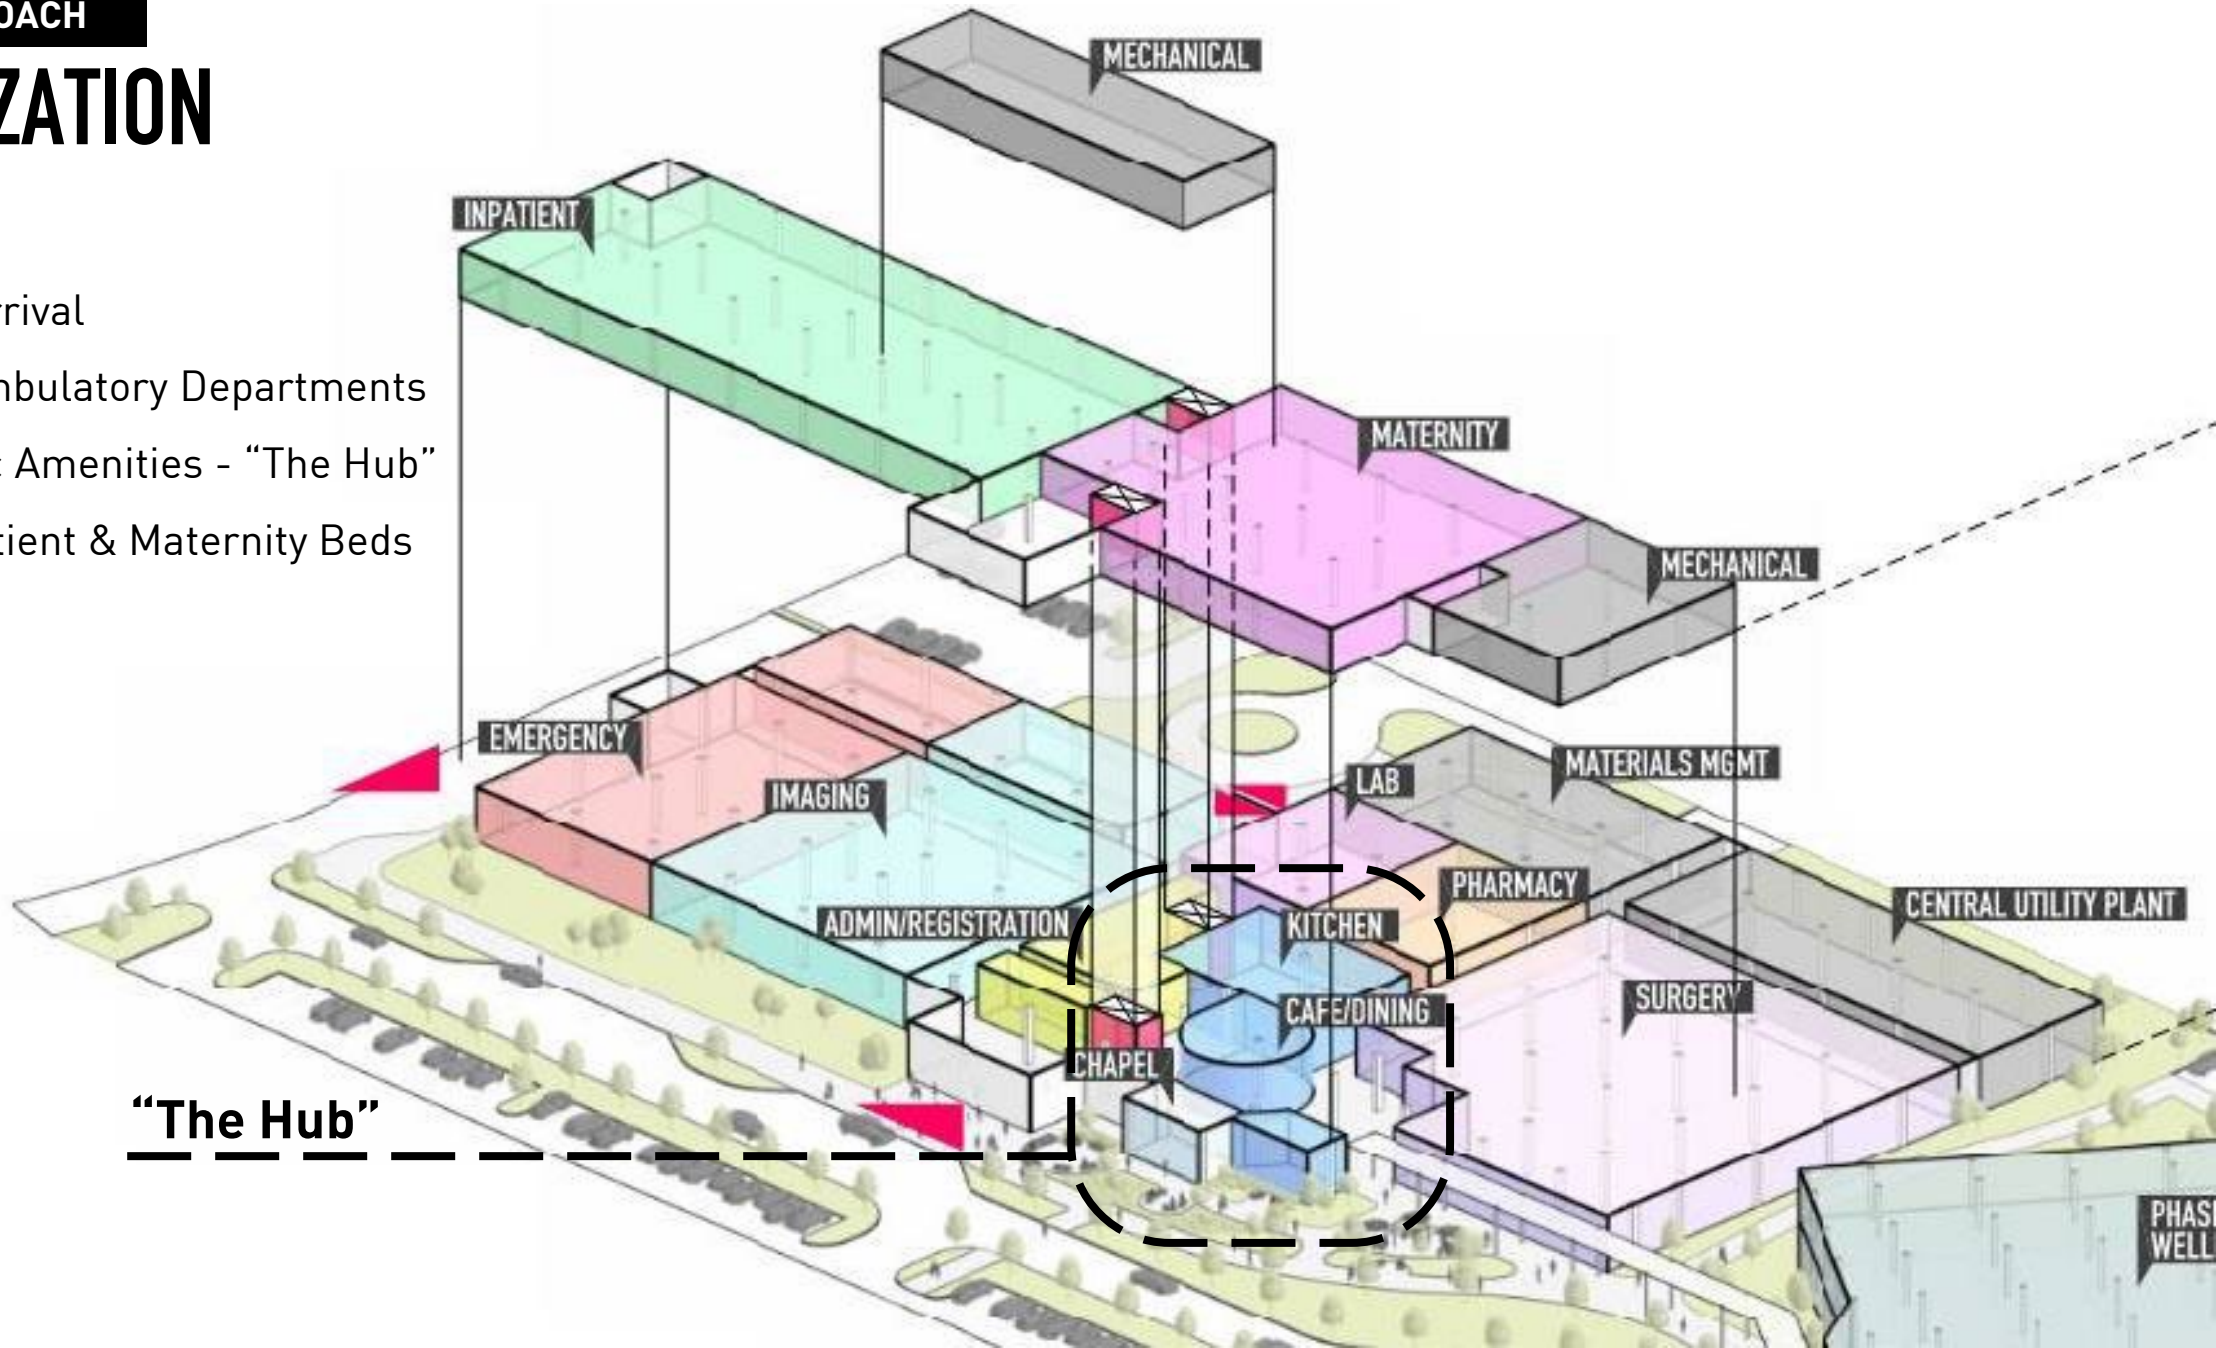 OACH
ZATION
rrival
mbulatory Departments
c Amenities - “The Hub”
tient & Maternity Beds
MECHANICAL
INPATIENT
MATERNITY
MECHANICAL
EMERGENCY
IMAGING
LAB
MATERIALS MGMT
ADMIN/REGISTRATION
KITCHEN
PHARMACY
CENTRAL UTILITY PLANT
CAFE/DINING
SURGERY
CHAPEL
“The Hub”
PHAS
WELL